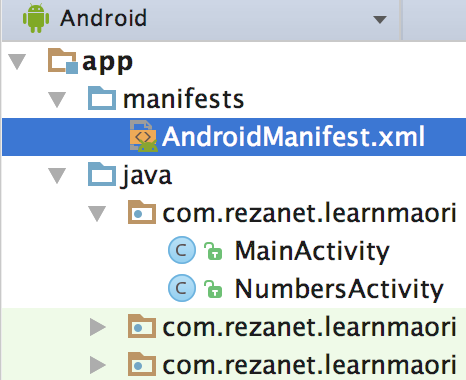 Android
app
manifests
AndroidManifest.xml
java
com.rezanet.learnmaori
C MainActivity
C NumbersActivity
com.rezanet.learnmaori
com.rezanet.learnmaori